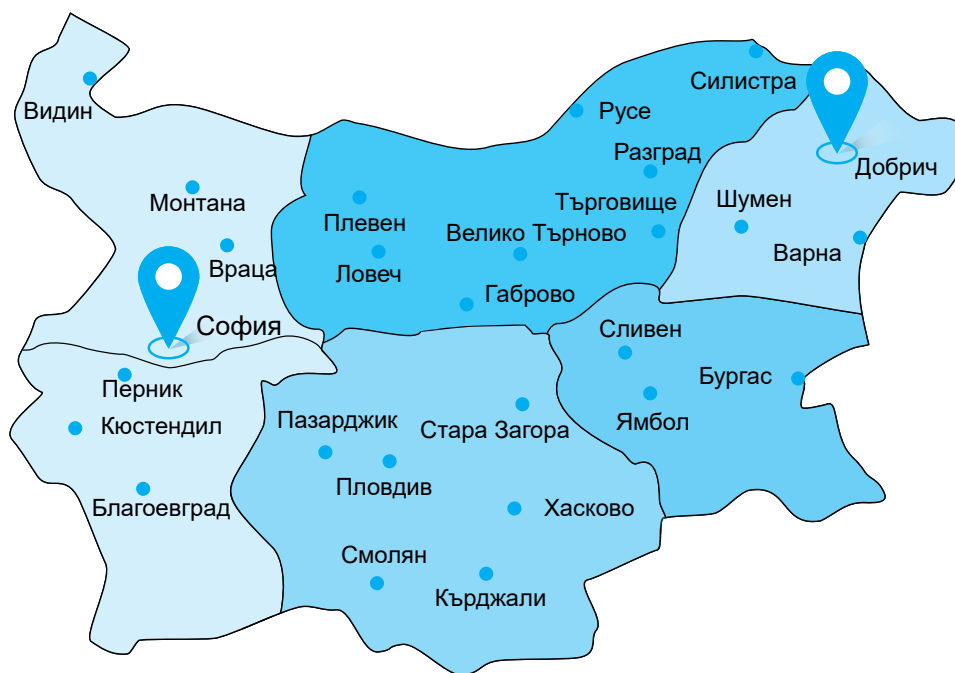 Силистра
Видин
Русе
Разград
Добрич
Монтана
Търговище
Шумен
Плевен
Велико Търново
Варна
Враца
Ловеч
Габрово
София
Сливен
Перник
Бургас
Пазарджик
Кюстендил
Стара Загора
Ямбол
Пловдив
Благоевград
Хасково
Смолян
Кърджали